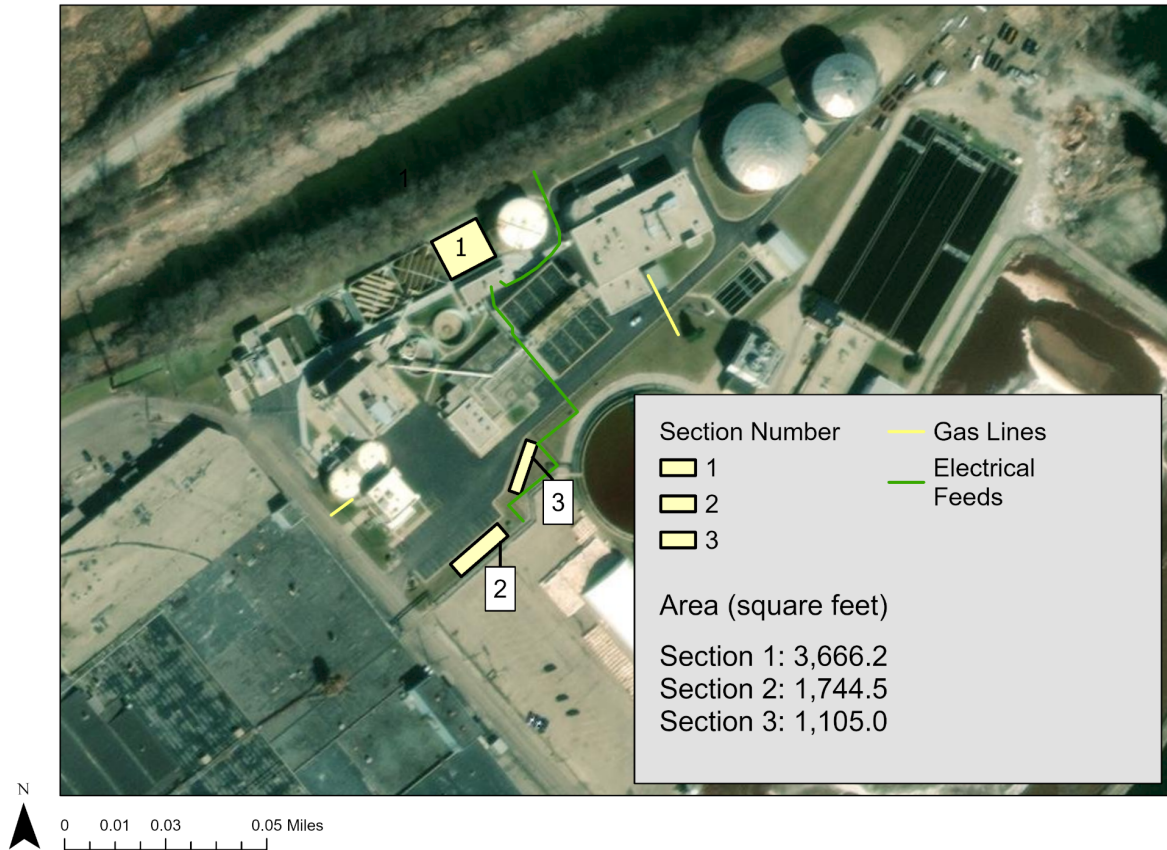 1
1
3
2
Section Number
1
2
3
Gas Lines
Electrical
Feeds
Area (square feet)
Section 1: 3,666.2
Section 2: 1,744.5
Section 3: 1,105.0
N
0 0.01 0.03 0.05 Miles